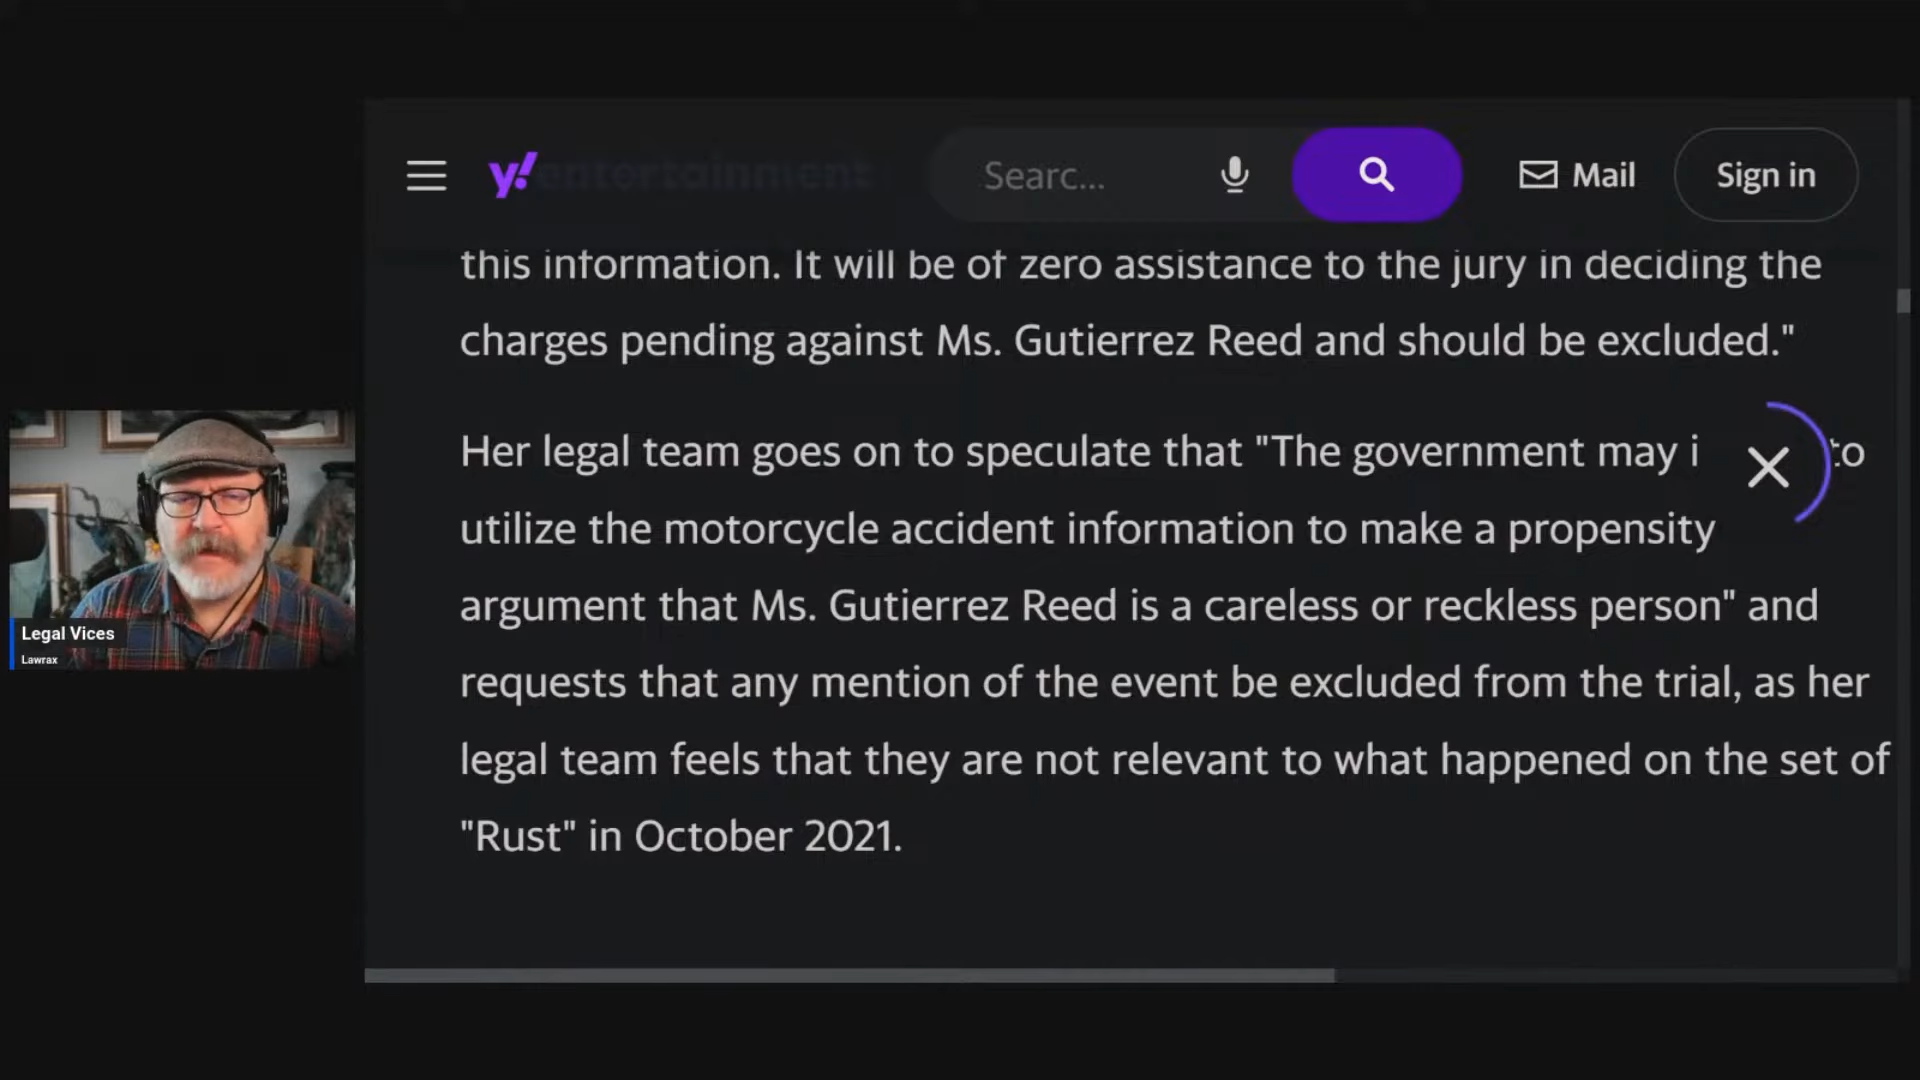 y! entertainment
Searc...
Mail
Sign in
this information. It will be of zero assistance to the jury in deciding the
charges pending against Ms. Gutierrez Reed and should be excluded."
Her legal team goes on to speculate that "The government may i to
utilize the motorcycle accident information to make a propensity
argument that Ms. Gutierrez Reed is a careless or reckless person" and
requests that any mention of the event be excluded from the trial, as her
legal team feels that they are not relevant to what happened on the set of
"Rust" in October 2021.
Legal Vices
Lawrax